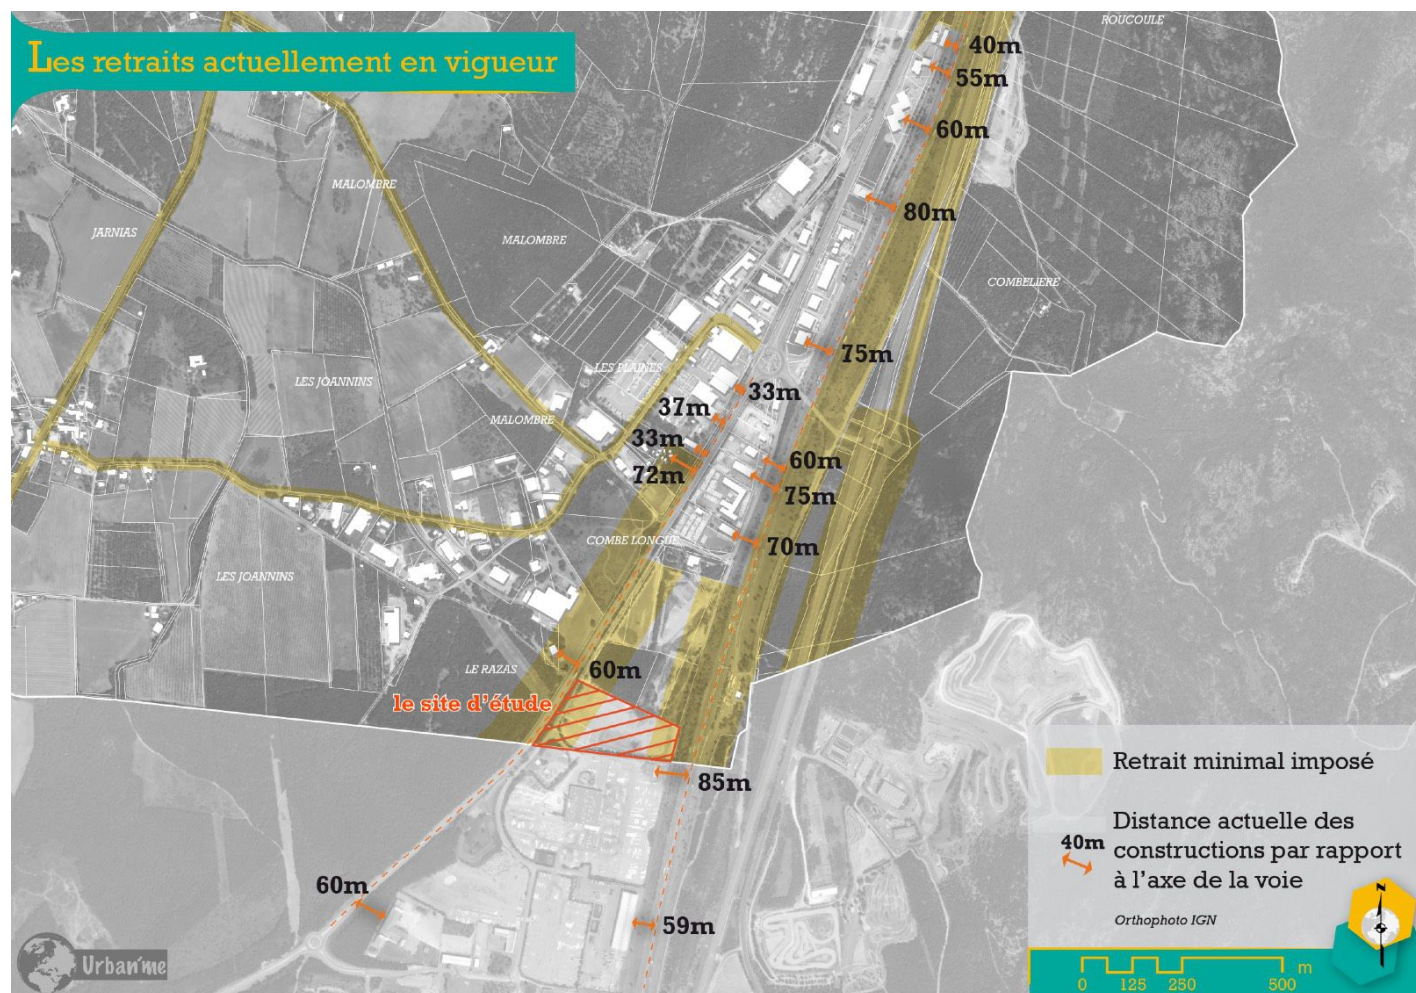 Les retraits actuellement en vigueur
ROUCOULE
40m
55m
60m
MALOMBRE
80m
JARNIAS
MALOMBRE
COMBELIERE
75m
LES PLAINES
LES JOANNINS
33m
37m
MALOMBRE
33m
60m
72m
75m
COMBE LONGUE
70m
LES JOANNINS
LE RAZAS
60m
le site d'étude
85m
60m
59m
Retrait minimal imposé
40m
Distance actuelle des
constructions par rapport
à l'axe de la voie
Orthophoto IGN
N
0 125 250 500 m
Urban'me